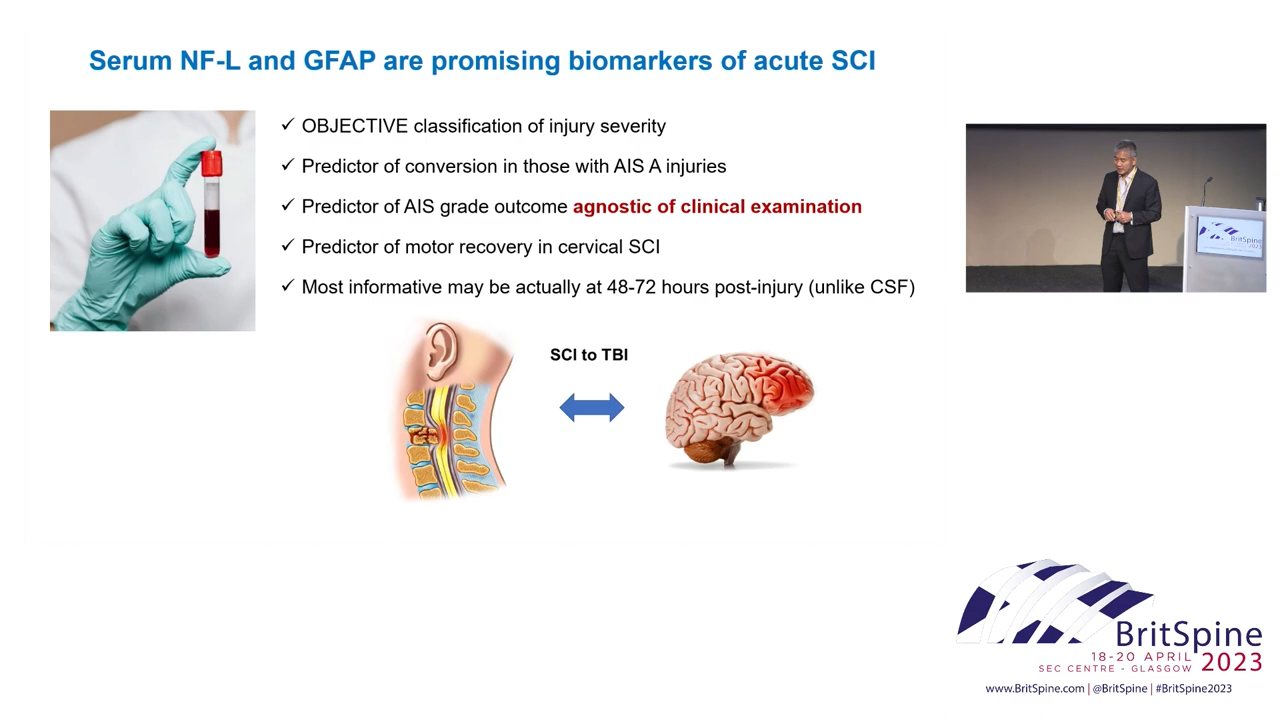 Serum NF-L and GFAP are promising biomarkers of acute SCI
✓ OBJECTIVE classification of injury severity
✓ Predictor of conversion in those with AIS A injuries
✓ Predictor of AIS grade outcome agnostic of clinical examination
✓ Predictor of motor recovery in cervical SCI
✓ Most informative may be actually at 48-72 hours post-injury (unlike CSF)
SCI to TBI
BritSpine
2023
BritSpine
18-20 APRIL
SEC CENTRE - GLASGOW
2023
www.BritSpine.com | @BritSpine | #BritSpine2023